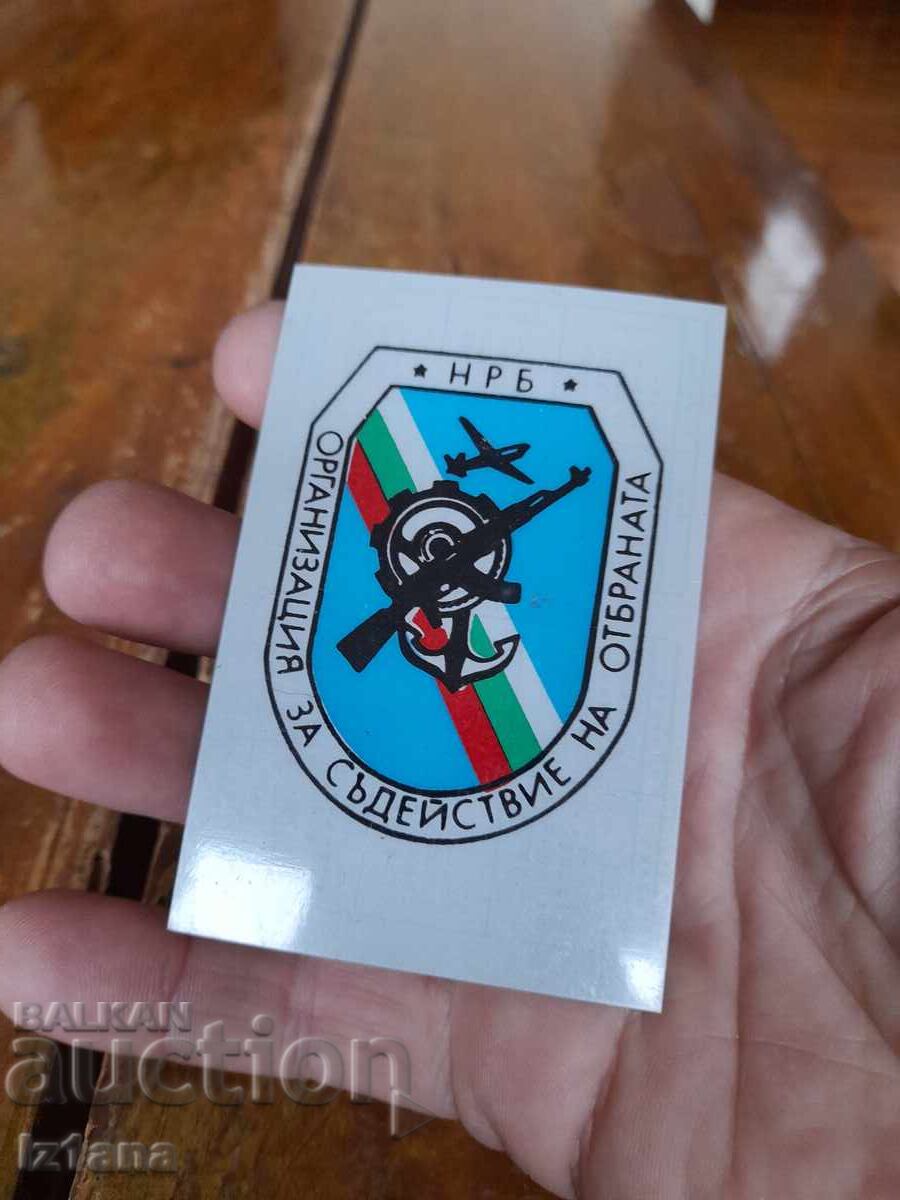 ★ НРБ ★
ОРГАНИЗАЦИЯ ЗА СЪДЕЙСТВИЕ НА ОТБРАНАТА
BALKAN
auction
iz1ana